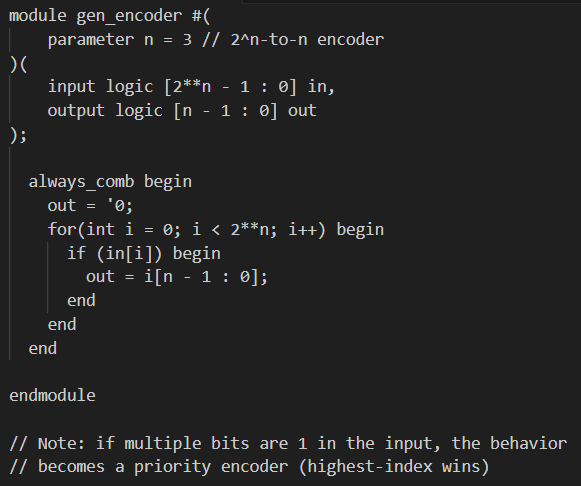 module gen_encoder #(
    parameter n = 3 // 2^n-to-n encoder
)(
    input logic [2**n - 1 : 0] in,
    output logic [n - 1 : 0] out
);

  always_comb begin
    out = '0;
    for(int i = 0; i < 2**n; i++) begin
      if (in[i]) begin
        out = i[n - 1 : 0];
      end
    end
  end

endmodule

// Note: if multiple bits are 1 in the input, the behavior
// becomes a priority encoder (highest-index wins)